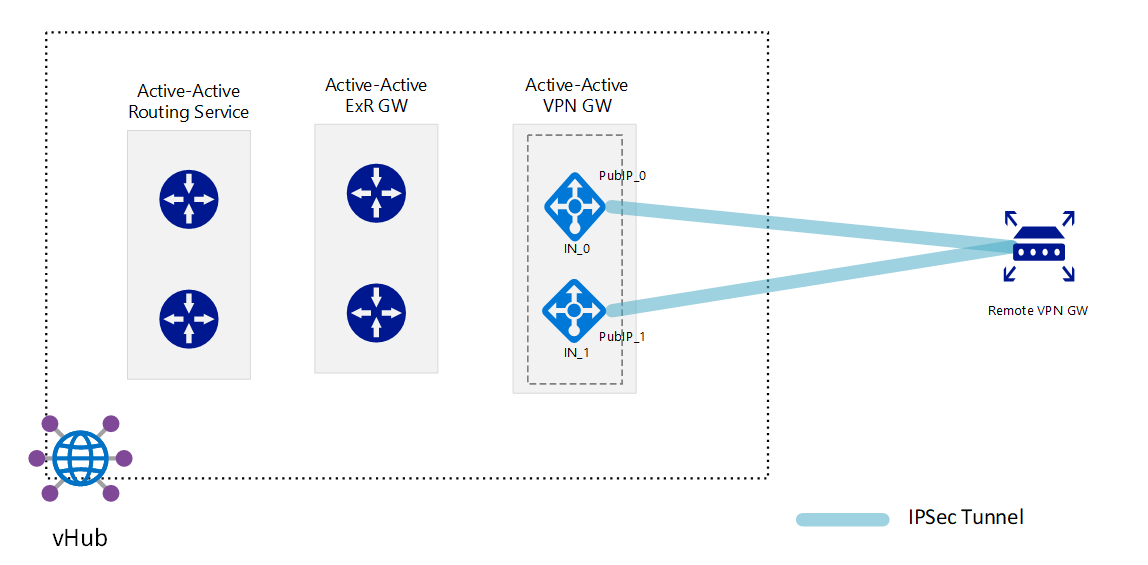 Active-Active
Routing Service
Active-Active
ExR GW
Active-Active
VPN GW
PubIP_0
IN_0
PubIP_1
IN_1
Remote VPN GW
vHub
IPSec Tunnel